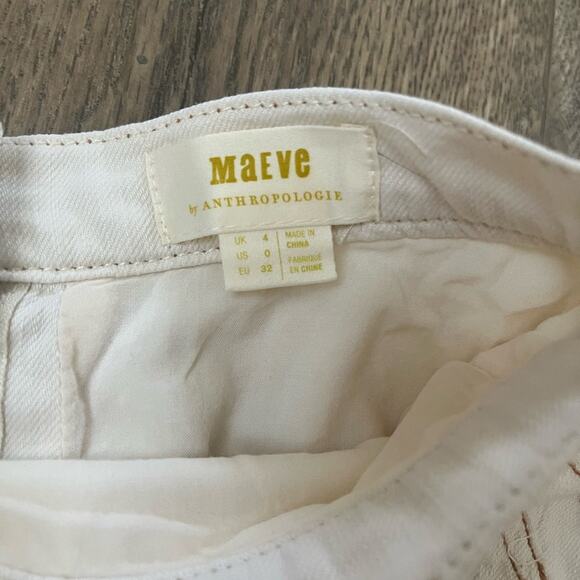 MaEVe
by ANTHROPOLOGIE
UK 4
US 0
EU 32
MADE IN
CHINA
FABRIQUÉ
EN CHINE